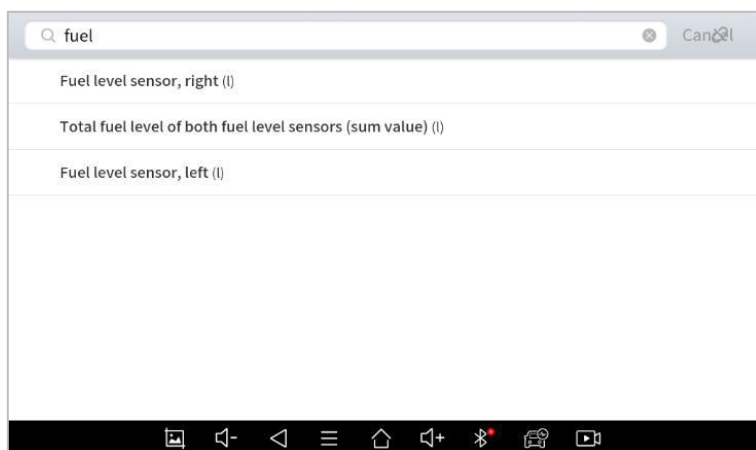 fuel
Cancel
Fuel level sensor, right (l)
Total fuel level of both fuel level sensors (sum value) (l)
Fuel level sensor, left (l)